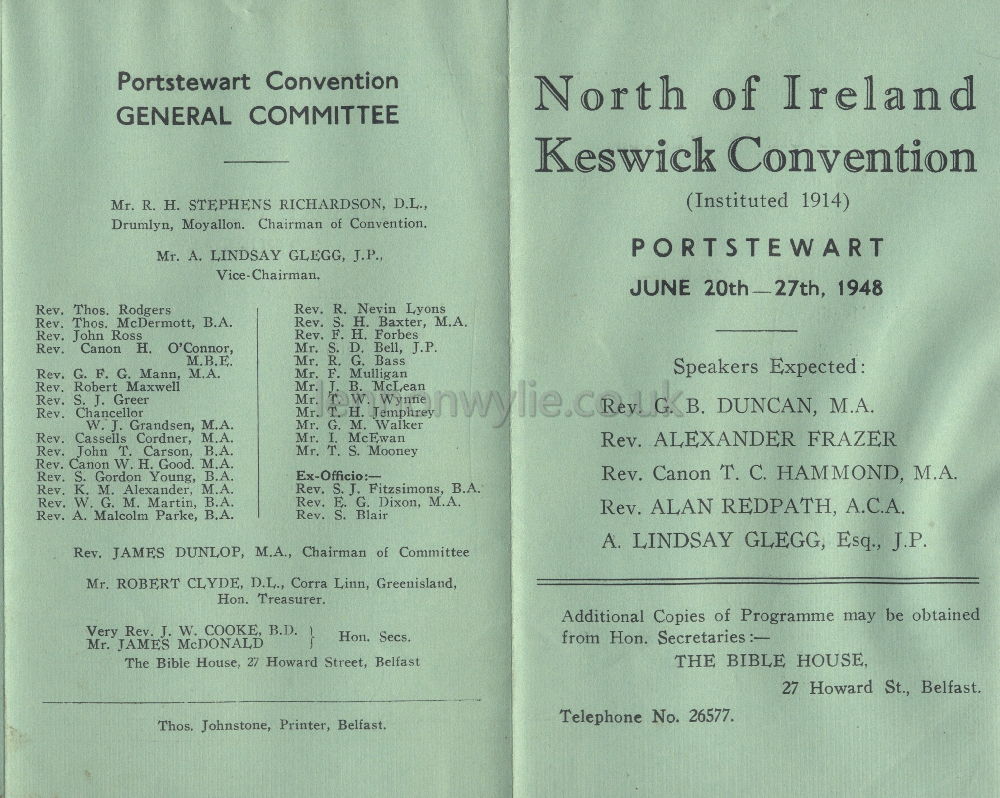 Portstewart Convention
GENERAL COMMITTEE
Mr. R. H. STEPHENS RICHARDSON, D.L.,
Drumlyn, Moyallon. Chairman of Convention.
Mr. A. LINDSAY GLEGG, J.P.,
Vice-Chairman.
Rev. Thos. Rodgers
Rev. Thos. McDermott, B.A.
Rev. John Ross
Rev. Canon H. O'Connor,
M.B.E.
Rev. G. F. G. Mann, M.A.
Rev. Robert Maxwell
Rev. S. J. Greer
Rev. Chancellor
W. J. Grandsen, M.A.
Rev. Cassells Cordner, M.A.
Rev. John T. Carson, B.A.
Rev. Canon W. H. Good. M.A.
Rev. S. Gordon Young, B.A.
Rev. K. M. Alexander, M.A.
Rev. W. G. M. Martin, B.A.
Rev. A. Malcolm Parke, B.A.
Rev. R. Nevin Lyons
Rev. S. H. Baxter, M.A.
Rev. F. H. Forbes
Mr. S. D. Bell, J.P.
Mr. R. G. Bass
Mr. F. Mulligan
Mr. J. B. McLean
Mr. T. W. Wynne
Mr. T. H. Jemphrey
Mr. G. M. Walker
Mr. I. McEwan
Mr. T. S. Mooney
Ex-Officio:—
Rev. S. J. Fitzsimons, B.A.
Rev. E. G. Dixon, M.A.
Rev. S. Blair
Rev. JAMES DUNLOP, M.A., Chairman of Committee
Mr. ROBERT CLYDE, D.L., Corra Linn, Greenisland,
Hon. Treasurer.
Very Rev. J. W. COOKE, B.D.
Mr. JAMES McDONALD
Hon. Secs.
The Bible House, 27 Howard Street, Belfast
Thos. Johnstone, Printer, Belfast.
North of Ireland
Keswick Convention
(Instituted 1914)
PORTSTEWART
JUNE 20th—27th, 1948
Speakers Expected:
Rev. G. B. DUNCAN, M.A.
Rev. ALEXANDER FRAZER
Rev. Canon T. C. HAMMOND, M.A.
Rev. ALAN REDPATH, A.C.A.
A. LINDSAY GLEGG, Esq., J.P.
Additional Copies of Programme may be obtained
from Hon. Secretaries:—
THE BIBLE HOUSE,
27 Howard St., Belfast.
Telephone No. 26577.